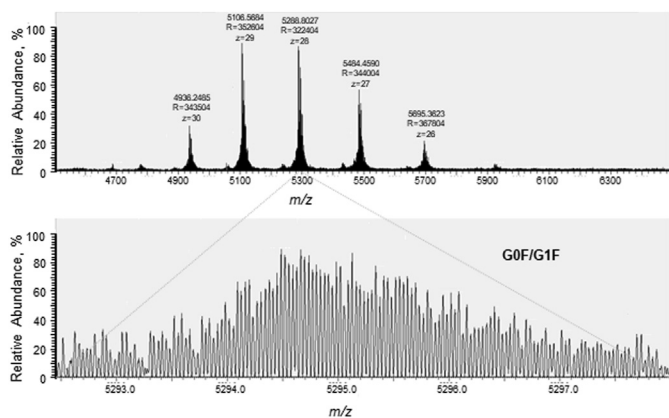 5106.5684
R=352604
z=29
5288.8027
R=322404
z=28
5484.4590
R=344004
z=27
4936.2465
R=343504
z=30
5695.3623
R=367804
z=26
Relative Abundance, %
100
80
60
40
20
0
4700
4900
5100
5300
5500
5700
5900
6100
6300
m/z
Relative Abundance, %
100
80
60
40
20
0
G0F/G1F
5293.0
5294.0
5295.0
5296.0
5297.0
m/z